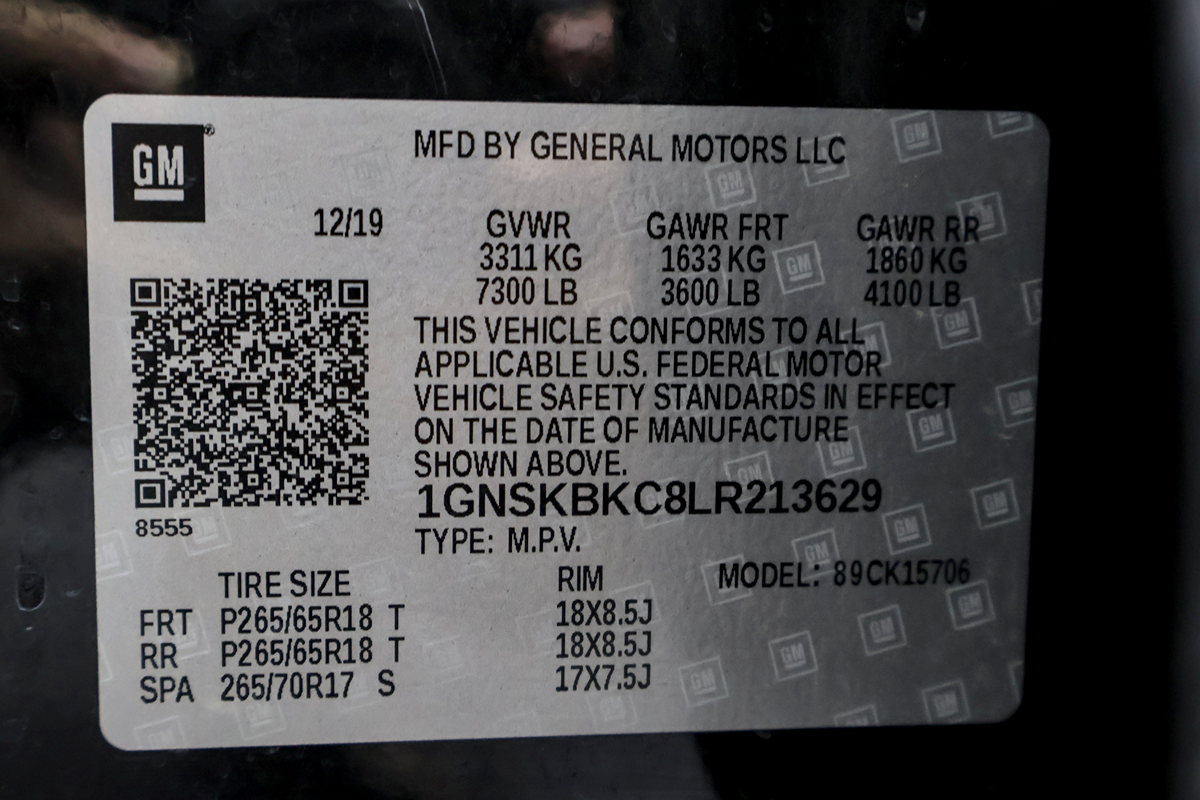 GM
MFD BY GENERAL MOTORS LLC
12/19 GVWR GAWR FRT GAWR RR
3311 KG 1633 KG 1860 KG
7300 LB 3600 LB 4100 LB
THIS VEHICLE CONFORMS TO ALL
APPLICABLE U.S. FEDERAL MOTOR
VEHICLE SAFETY STANDARDS IN EFFECT
ON THE DATE OF MANUFACTURE
SHOWN ABOVE.
1GNSKBKC8LR213629
8555
TYPE: M.P.V.
TIRE SIZE RIM MODEL: 89CK15706
FRT P265/65R18 T 18X8.5J
RR P265/65R18 T 18X8.5J
SPA 265/70R17 S 17X7.5J